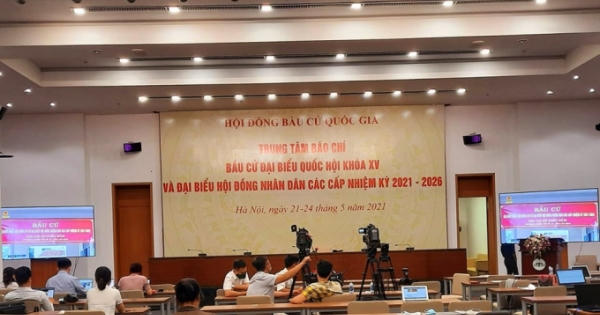 HỘI ĐỒNG BẦU CỬ QUỐC GIA
TRUNG TÂM BÁO CHÍ
BẦU CỬ ĐẠI BIỂU QUỐC HỘI KHÓA XV
VÀ ĐẠI BIỂU HỘI ĐỒNG NHÂN DÂN CÁC CẤP NHIỆM KỲ 2021 - 2026
Hà Nội, ngày 21-24 tháng 5 năm 2021
BẦU CỬ
BẦU CỬ